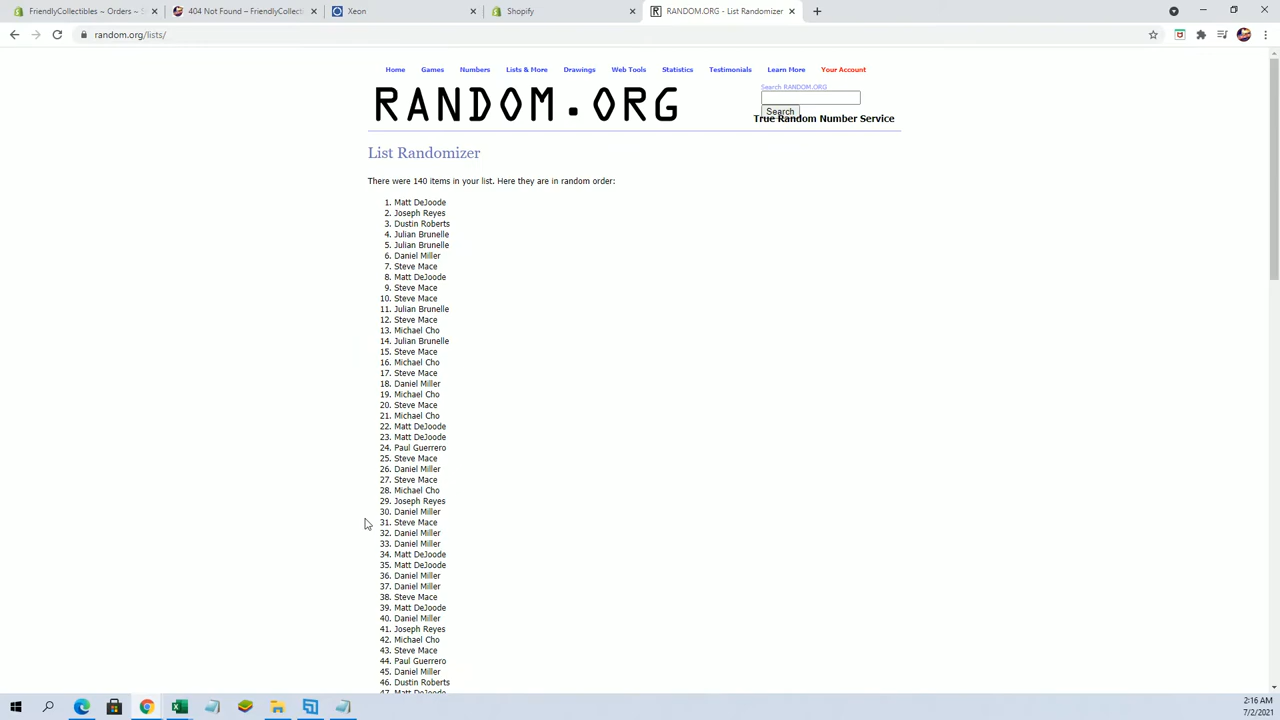 FriendlyCollectibles ~ Orders ~ S
404 Not Found – FriendlyCollect
Xeon
Shopify
RANDOM.ORG - List Randomizer
random.org/lists/
Home Games Numbers Lists & More Drawings Web Tools Statistics Testimonials Learn More Your Account
RANDOM.ORG
Search RANDOM.ORG
Search
True Random Number Service
List Randomizer
There were 140 items in your list. Here they are in random order:
1. Matt DeJoode
2. Joseph Reyes
3. Dustin Roberts
4. Julian Brunelle
5. Julian Brunelle
6. Daniel Miller
7. Steve Mace
8. Matt DeJoode
9. Steve Mace
10. Steve Mace
11. Julian Brunelle
12. Steve Mace
13. Michael Cho
14. Julian Brunelle
15. Steve Mace
16. Michael Cho
17. Steve Mace
18. Daniel Miller
19. Michael Cho
20. Steve Mace
21. Michael Cho
22. Matt DeJoode
23. Matt DeJoode
24. Paul Guerrero
25. Steve Mace
26. Daniel Miller
27. Steve Mace
28. Michael Cho
29. Joseph Reyes
30. Daniel Miller
31. Steve Mace
32. Daniel Miller
33. Daniel Miller
34. Matt DeJoode
35. Matt DeJoode
36. Daniel Miller
37. Daniel Miller
38. Steve Mace
39. Matt DeJoode
40. Daniel Miller
41. Joseph Reyes
42. Michael Cho
43. Steve Mace
44. Paul Guerrero
45. Daniel Miller
46. Dustin Roberts
47. Matt DeJoode
2:16 AM
7/2/2021